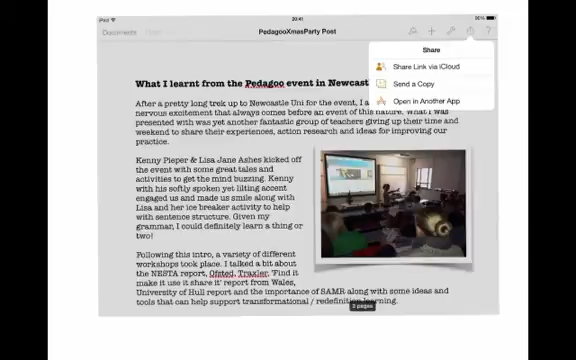 iPad
20:41
30%
Documents
PedagooXmasParty Post
Share
Share Link via iCloud
Send a Copy
Open in Another App
What I learnt from the Pedagoo event in Newcast
After a pretty long trek up to Newcastle Uni for the event, I a
nervous excitement that always comes before an event of this nature. What I was
presented with was yet another fantastic group of teachers giving up their time and
weekend to share their experiences, action research and ideas for improving our
practice.
Kenny Pieper & Lisa Jane Ashes kicked off
the event with some great tales and
activities to get the mind buzzing. Kenny
with his softly spoken yet lilting accent
engaged us and made us smile along with
Lisa and her ice breaker activity to help
with sentence structure. Given my
grammar, I could definitely learn a thing or
two!
Following this intro, a variety of different
workshops took place. I talked a bit about
the NESTA report, Ofsted, Traxler, 'Find it
make it use it share it' report from Wales,
University of Hull report and the importance of SAMR along with some ideas and
tools that can help support transformational / redefinition learning.
3 pages